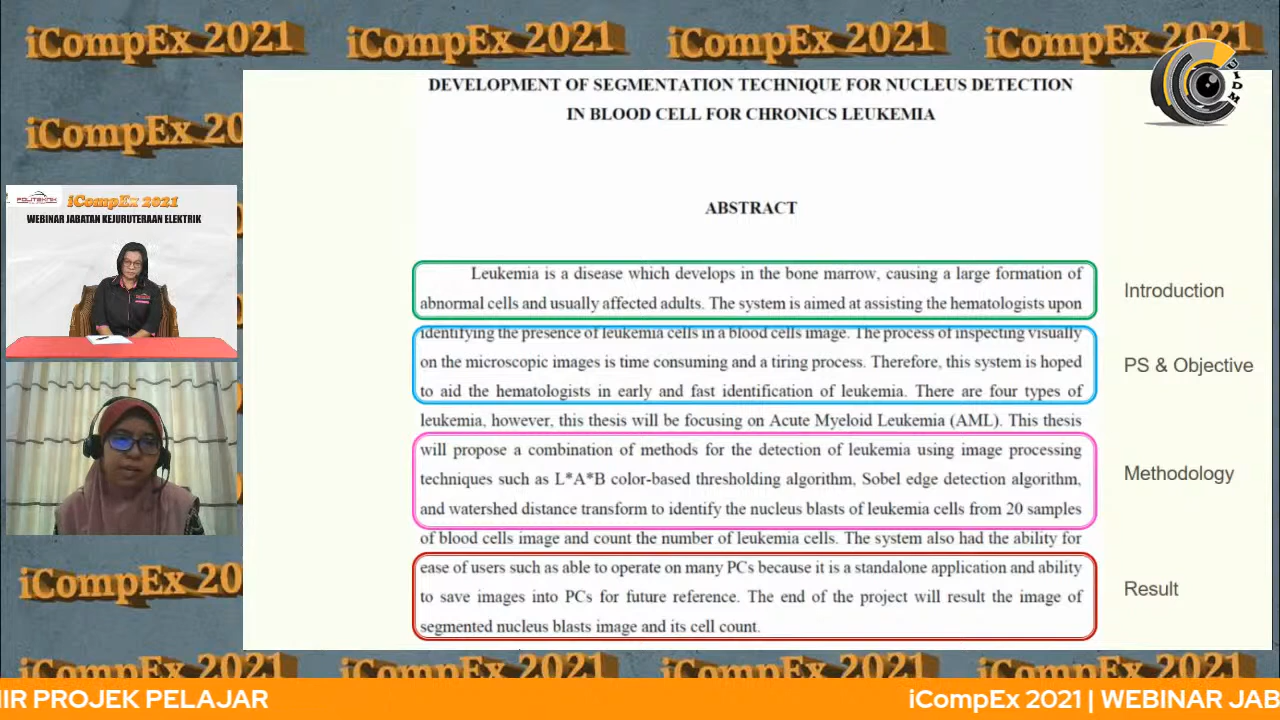 iCompEx 2021 iCompEx 2021 iCompEx 2021 iCompEx 2021
UIDM
iCompEx 20
POLITEKNIK
iCompEx 2021
WEBINAR JABATAN KEJURUTERAAN ELEKTRIK
DEVELOPMENT OF SEGMENTATION TECHNIQUE FOR NUCLEUS DETECTION
IN BLOOD CELL FOR CHRONICS LEUKEMIA
ABSTRACT
Leukemia is a disease which develops in the bone marrow, causing a large formation of
abnormal cells and usually affected adults. The system is aimed at assisting the hematologists upon
identifying the presence of leukemia cells in a blood cells image. The process of inspecting visually
on the microscopic images is time consuming and a tiring process. Therefore, this system is hoped
to aid the hematologists in early and fast identification of leukemia. There are four types of
leukemia, however, this thesis will be focusing on Acute Myeloid Leukemia (AML). This thesis
will propose a combination of methods for the detection of leukemia using image processing
techniques such as L*A*B color-based thresholding algorithm, Sobel edge detection algorithm,
and watershed distance transform to identify the nucleus blasts of leukemia cells from 20 samples
of blood cells image and count the number of leukemia cells. The system also had the ability for
ease of users such as able to operate on many PCs because it is a standalone application and ability
to save images into PCs for future reference. The end of the project will result the image of
segmented nucleus blasts image and its cell count.
Introduction
PS & Objective
Methodology
Result
iCompEx 20
iCompEx 2021 iCompEx 2021 iCompEx 2021 iCompEx 2021
HIR PROJEK PELAJAR
iCompEx 2021 | WEBINAR JAB